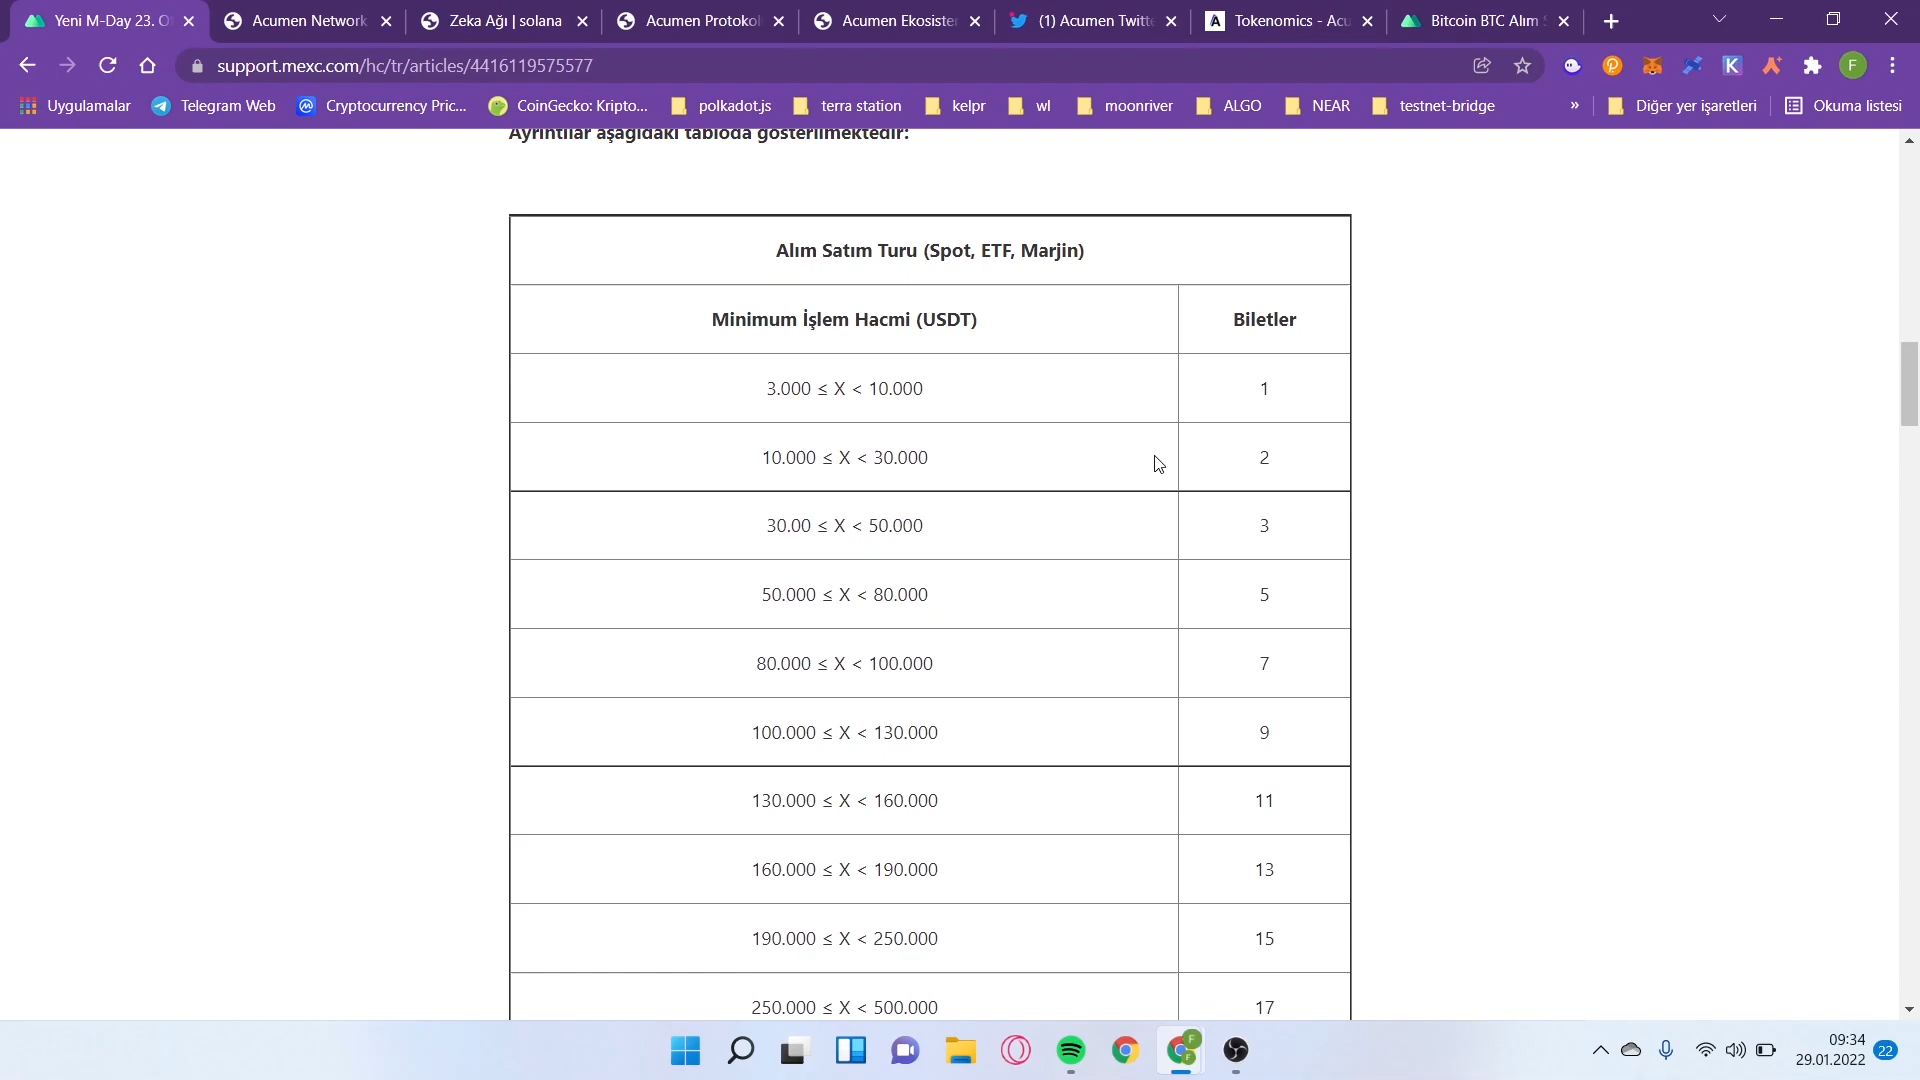 Yeni M-Day 23. O
Acumen Network
Zeka Ağı | solana
Acumen Protokol
Acumen Ekosister
(1) Acumen Twitte
Tokenomics - Acu
Bitcoin BTC Alım S
support.mexc.com/hc/tr/articles/4416119575577
Uygulamalar
Telegram Web
Cryptocurrency Pric...
CoinGecko: Kripto...
polkadot.js
terra station
kelpr
wl
moonriver
ALGO
NEAR
testnet-bridge
»
Diğer yer işaretleri
Okuma listesi
Ayrıntılar aşağıdaki tabloda gösterilmektedir:
Alım Satım Turu (Spot, ETF, Marjin)
Minimum İşlem Hacmi (USDT) Biletler
3.000 ≤ X < 10.000 1
10.000 ≤ X < 30.000 2
30.00 ≤ X < 50.000 3
50.000 ≤ X < 80.000 5
80.000 ≤ X < 100.000 7
100.000 ≤ X < 130.000 9
130.000 ≤ X < 160.000 11
160.000 ≤ X < 190.000 13
190.000 ≤ X < 250.000 15
250.000 ≤ X < 500.000 17
09:34
29.01.2022
22